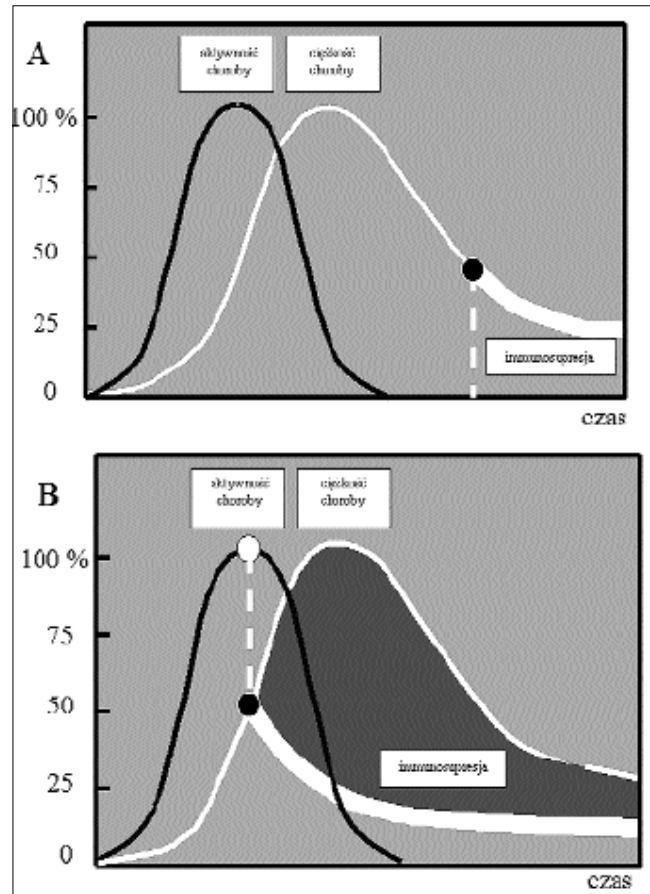 A
aktywność
choroby
ciężkość
choroby
100 %
75
50
25
0
immunosupresja
czas
B
aktywność
choroby
ciężkość
choroby
100 %
75
50
25
0
immunosupresja
czas